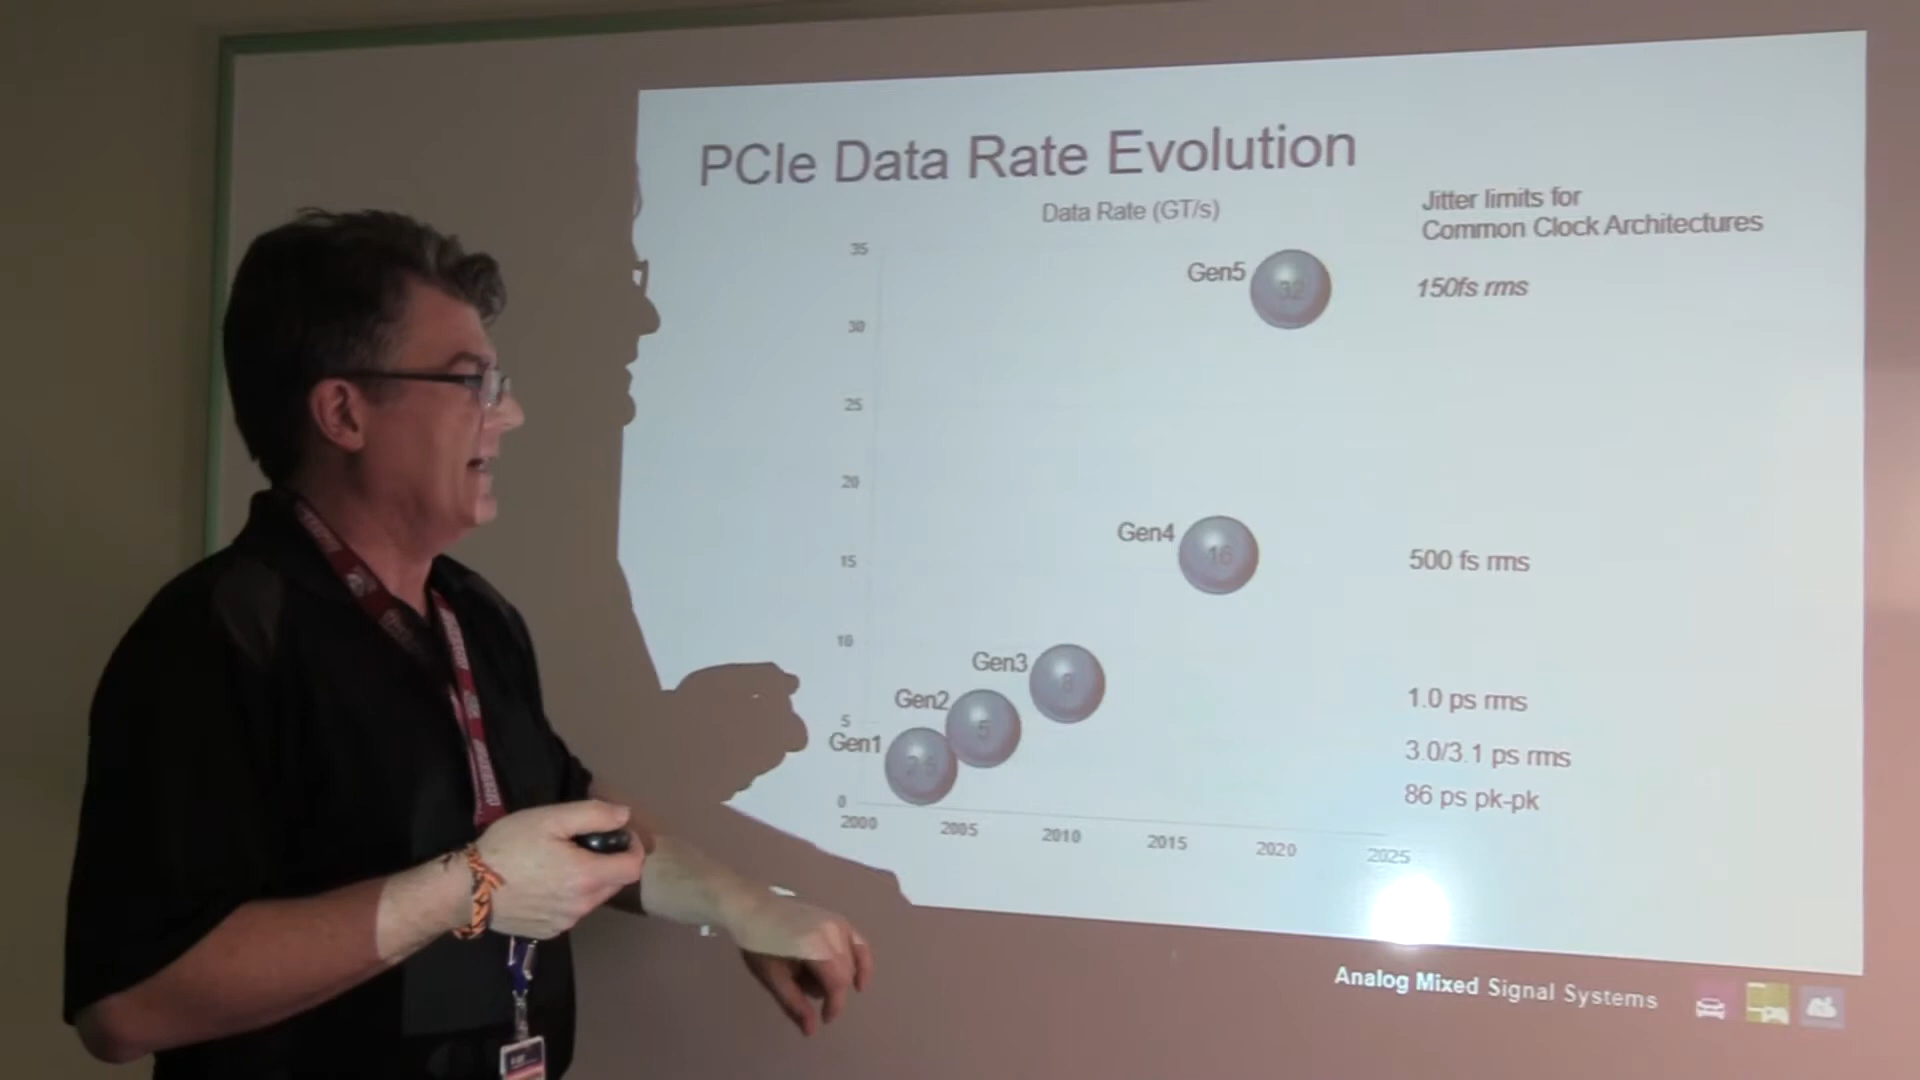 PCIe Data Rate Evolution
Data Rate (GT/s)
Jitter limits for
Common Clock Architectures
35
Gen5
32
150fs rms
30
25
20
Gen4
16
500 fs rms
15
10
Gen3
8
1.0 ps rms
Gen2
5
5
3.0/3.1 ps rms
Gen1
2.5
86 ps pk-pk
0
2000
2005
2010
2015
2020
2025
Analog Mixed Signal Systems